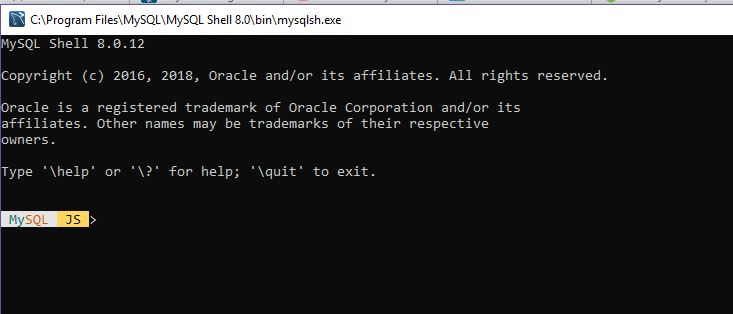 C:\Program Files\MySQL\MySQL Shell 8.0\bin\mysqlsh.exe
MySQL Shell 8.0.12
Copyright (c) 2016, 2018, Oracle and/or its affiliates. All rights reserved.
Oracle is a registered trademark of Oracle Corporation and/or its
affiliates. Other names may be trademarks of their respective
owners.
Type '\help' or '\?' for help; '\quit' to exit.
MySQL JS >